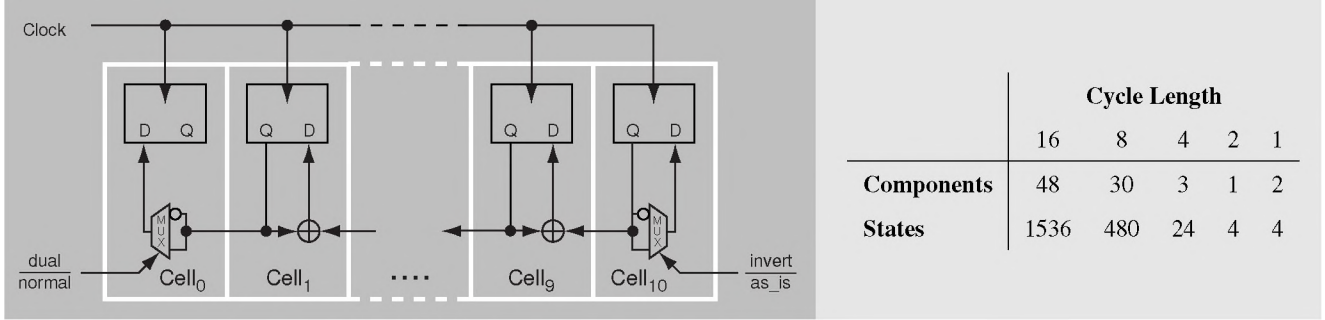 Clock
D Q
Q D
Q D
Q D
MUX
MUX
dual
normal
Cell0
Cell1
....
Cell9
Cell10
invert
as_is
Cycle Length
16 8 4 2 1
Components 48 30 3 1 2
States 1536 480 24 4 4